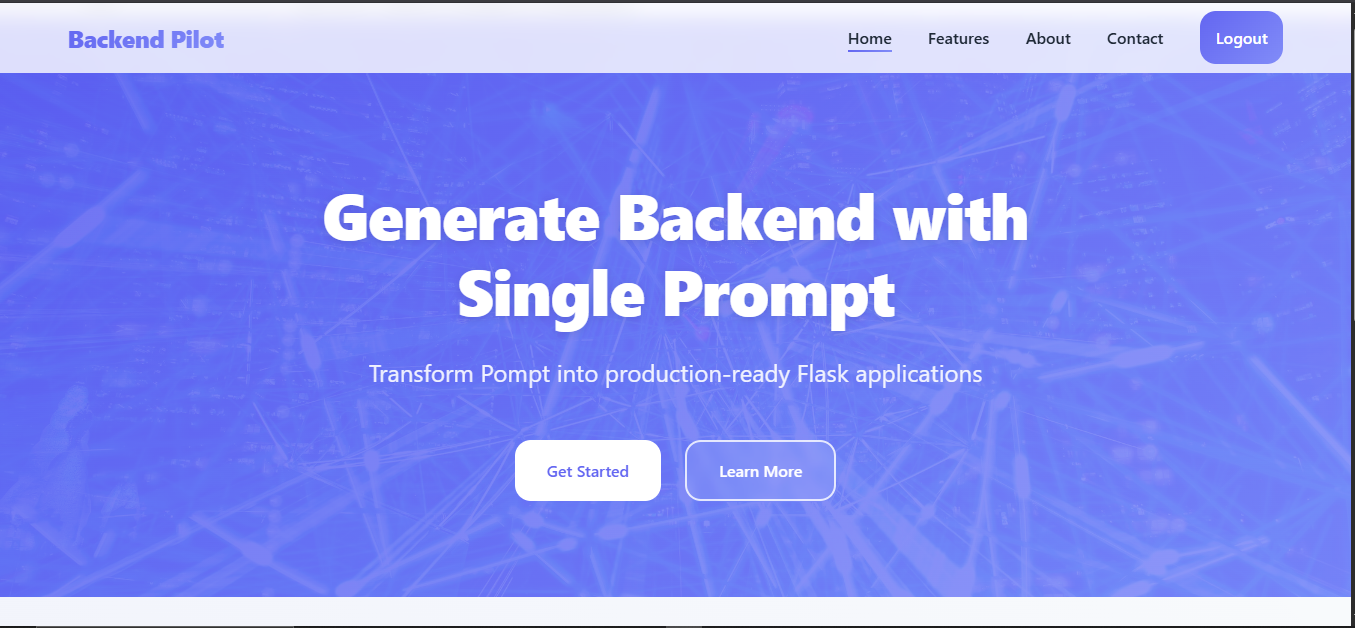 Backend Pilot
Home Features About Contact Logout
Generate Backend with
Single Prompt
Transform Pompt into production-ready Flask applications
Get Started Learn More